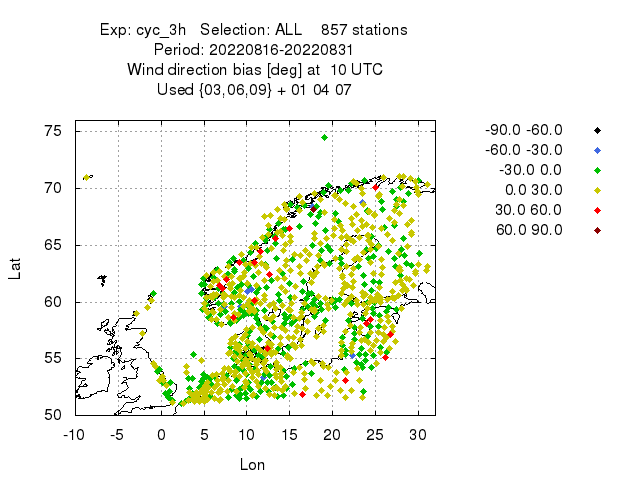 Exp: cyc_3h   Selection: ALL    857 stations
Period: 20220816-20220831
Wind direction bias [deg] at  10 UTC
Used {03,06,09} + 01 04 07
-90.0 -60.0
-60.0 -30.0
-30.0 0.0
0.0 30.0
30.0 60.0
60.0 90.0
75
70
65
60
55
50
Lat
-10 -5 0 5 10 15 20 25 30
Lon